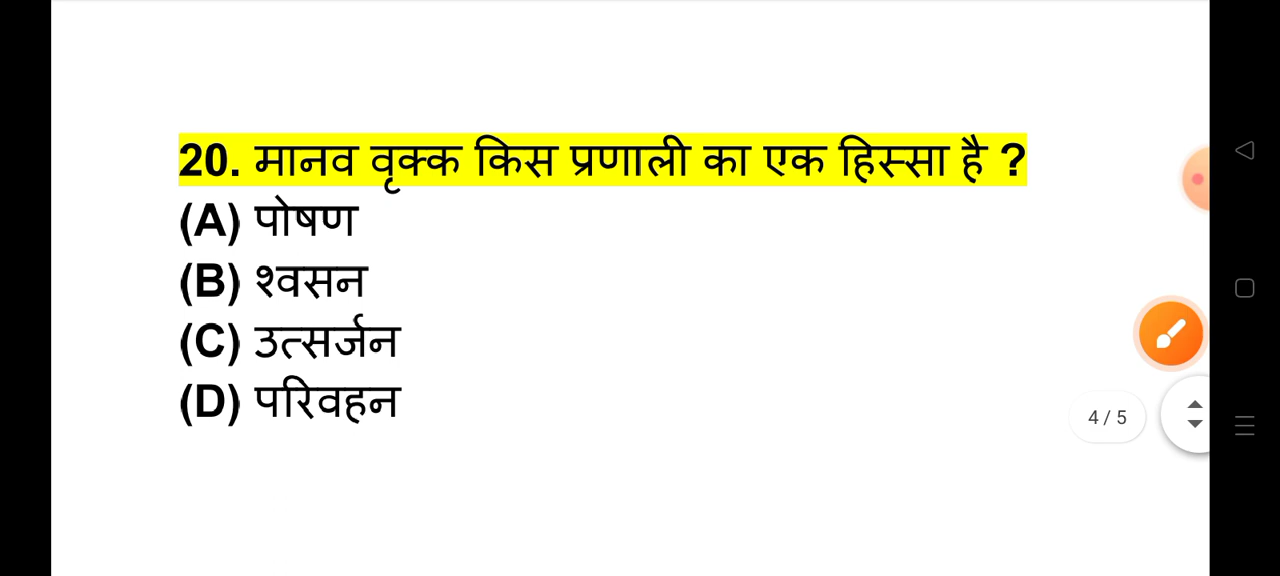 20. मानव वृक्क किस प्रणाली का एक हिस्सा है ?
(A) पोषण
(B) श्वसन
(C) उत्सर्जन
(D) परिवहन
4 / 5